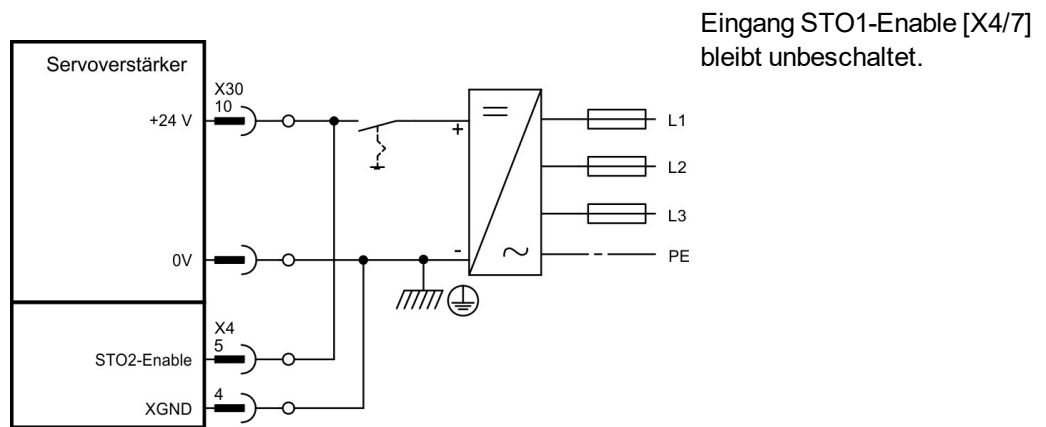 Eingang STO1-Enable [X4/7]
bleibt unbeschaltet.
Servoverstärker
X30
10
+24 V
+
L1
L2
L3
-
PE
0V
X4
5
STO2-Enable
4
XGND